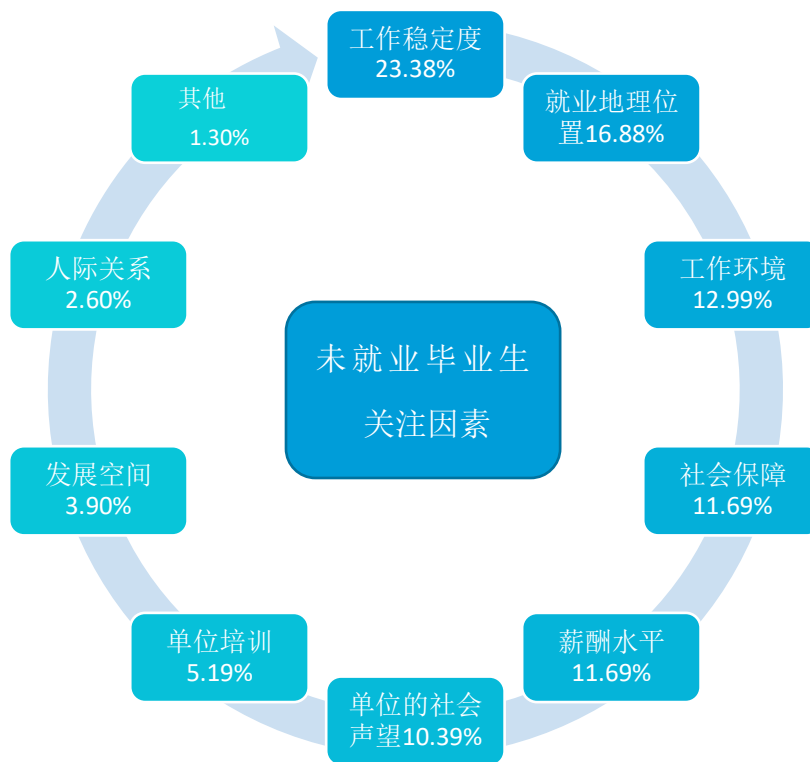 工作稳定度
23.38%
就业地理位
置16.88%
工作环境
12.99%
社会保障
11.69%
薪酬水平
11.69%
单位的社会
声望10.39%
单位培训
5.19%
发展空间
3.90%
人际关系
2.60%
其他
1.30%
未就业毕业生
关注因素